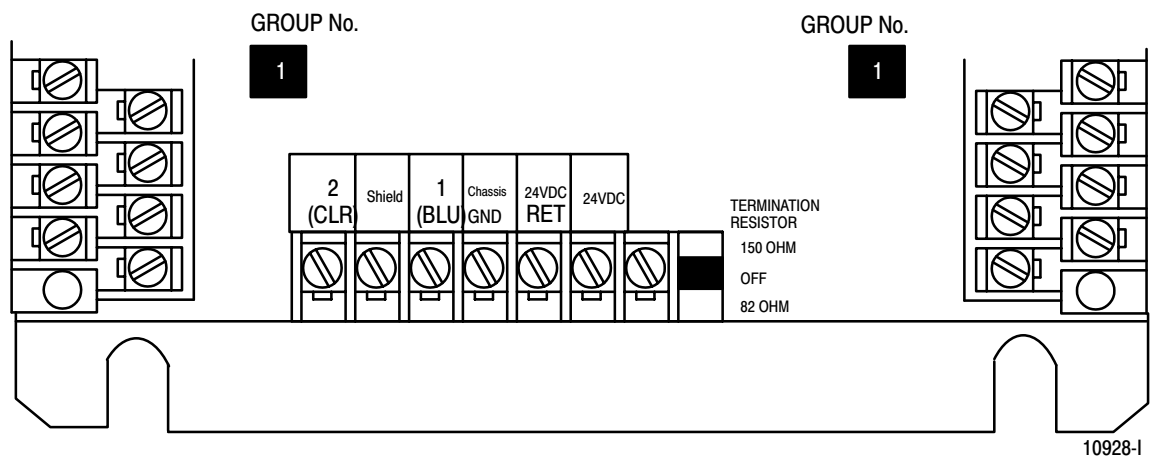 GROUP No.
GROUP No.
1
1
2
(CLR)
Shield
1
(BLU)
Chassis
GND
24VDC
RET
24VDC
TERMINATION
RESISTOR
150 OHM
OFF
82 OHM
10928-I